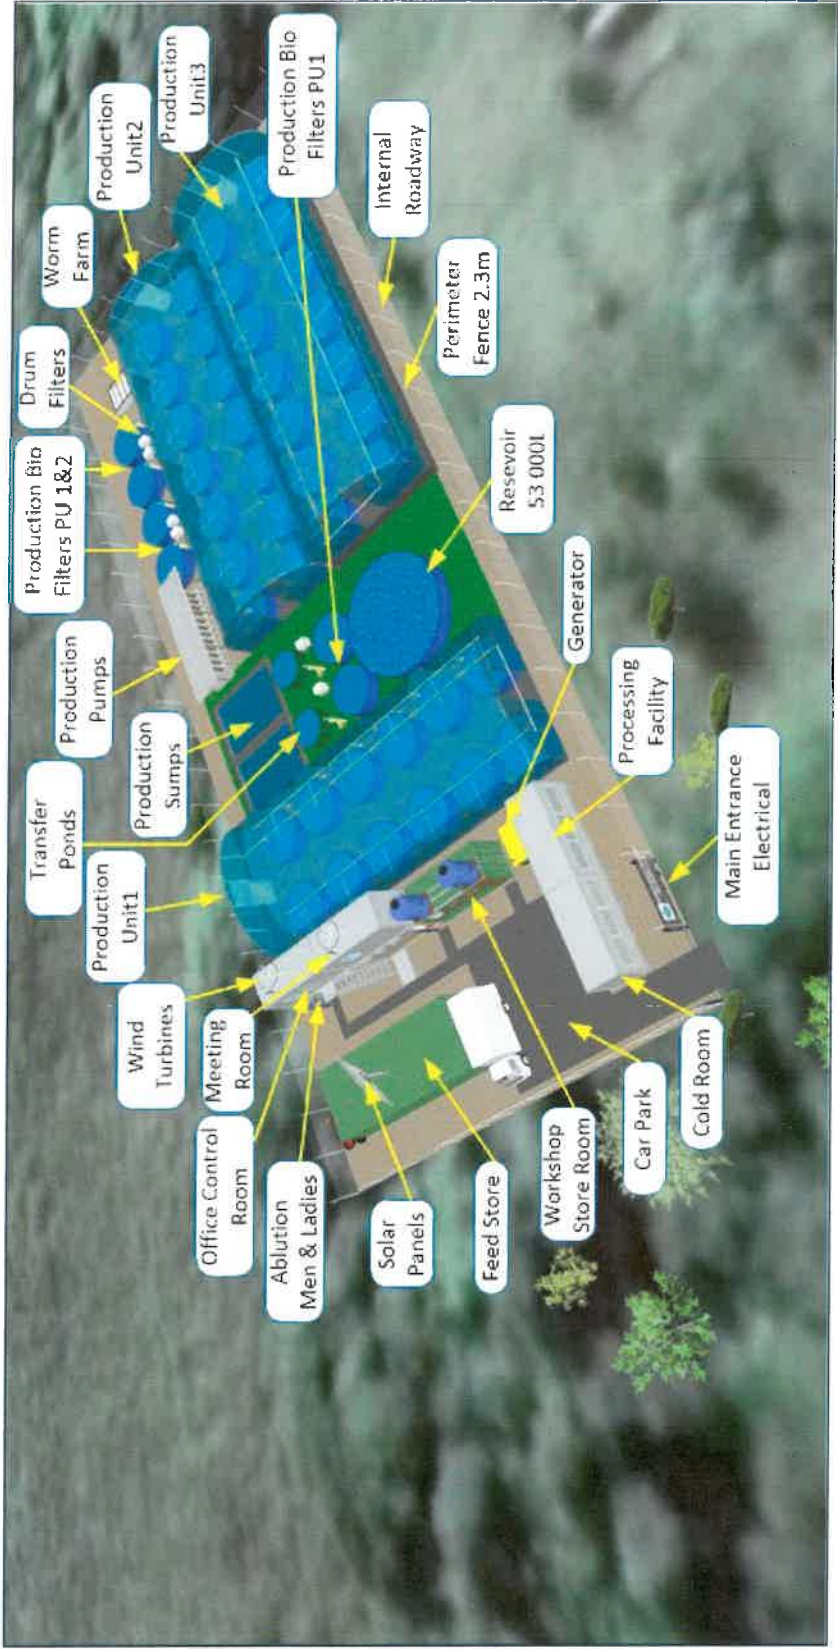 Transfer
Ponds
Production Bio
Filters PU 1&2
Drum
Filters
Worm
Farm
Production
Pumps
Production
Unit1
Production
Unit2
Wind
Turbines
Production
Sumps
Production
Unit3
Office Control
Room
Meeting
Room
Ablution
Men & Ladies
Production Bio
Filters PU1
Solar
Panels
Internal
Roadway
Perimeter
Fence 2.3m
Feed Store
Resevoir
53 000L
Workshop
Store Room
Generator
Car Park
Processing
Facility
Cold Room
Main Entrance
Electrical